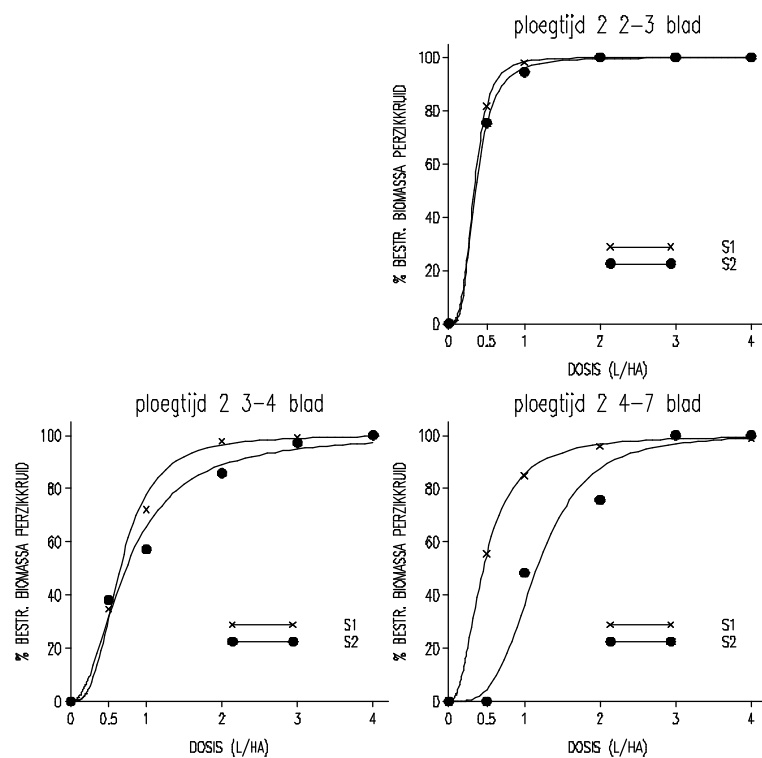 ploegtijd 2 2-3 blad
% BESTR. BIOMASSA PERZIKKRUID
100
80
60
40
20
0
S1
S2
0 0.5 1 2 3 4
DOSIS (L/HA)
ploegtijd 2 3-4 blad
% BESTR. BIOMASSA PERZIKKRUID
100
80
60
40
20
0
S1
S2
0 0.5 1 2 3 4
DOSIS (L/HA)
ploegtijd 2 4-7 blad
% BESTR. BIOMASSA PERZIKKRUID
100
80
60
40
20
0
S1
S2
0 0.5 1 2 3 4
DOSIS (L/HA)